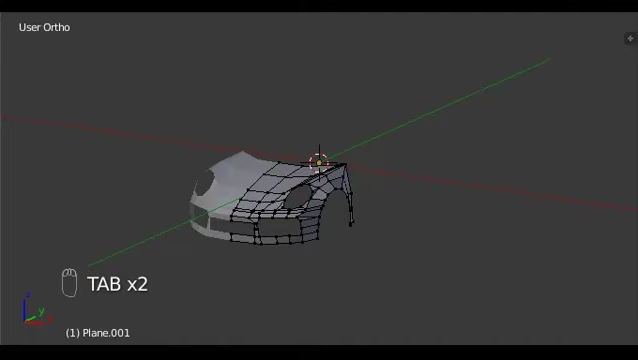 User Ortho
TAB x2
z
y
(1) Plane.001